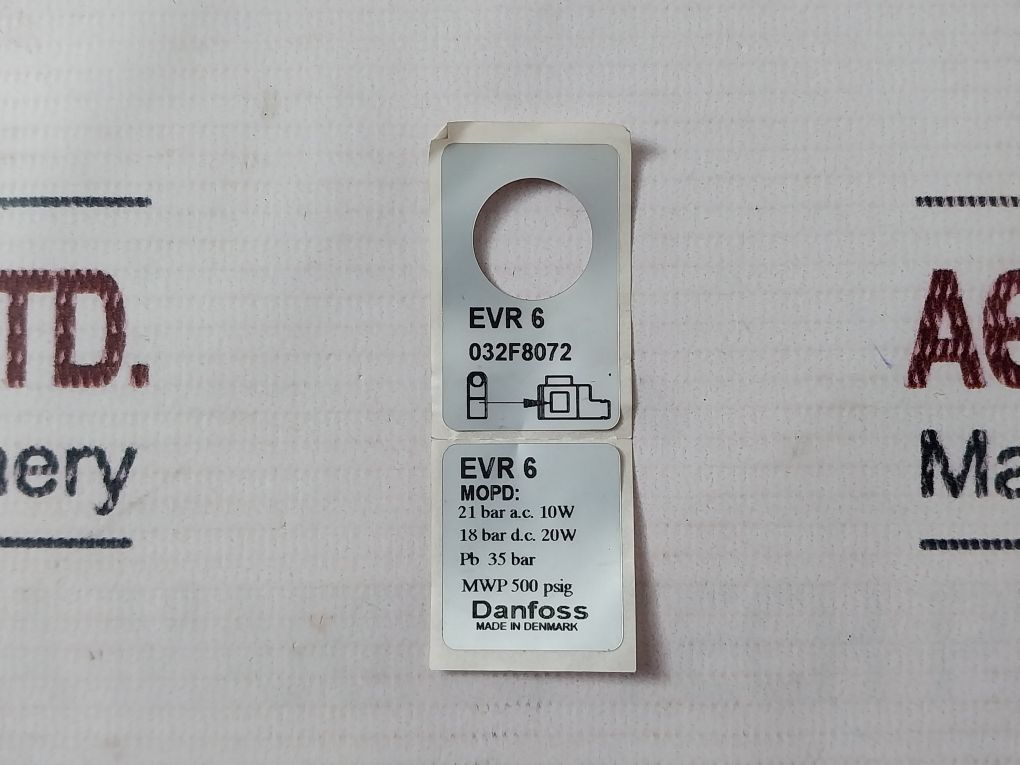 TD.
ery
EVR 6
032F8072
EVR 6
MOPD:
21 bar a.c. 10W
18 bar d.c. 20W
Pb 35 bar
MWP 500 psig
Danfoss
MADE IN DENMARK
Ma